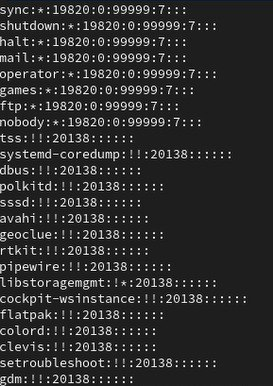 sync:*:19820:0:99999:7:::
shutdown:*:19820:0:99999:7:::
halt:*:19820:0:99999:7:::
mail:*:19820:0:99999:7:::
operator:*:19820:0:99999:7:::
games:*:19820:0:99999:7:::
ftp:*:19820:0:99999:7:::
nobody:*:19820:0:99999:7:::
tss:!!:20138::::::
systemd-coredump:!!:20138::::::
dbus:!!:20138::::::
polkitd:!!:20138::::::
sssd:!!:20138::::::
avahi:!!:20138::::::
geoclue:!!:20138::::::
rtkit:!!:20138::::::
pipewire:!!:20138::::::
libstoragemgmt:!*:20138::::::
cockpit-wsinstance:!!:20138::::::
flatpak:!!:20138::::::
colord:!!:20138::::::
clevis:!!:20138::::::
setroubleshoot:!!:20138::::::
gdm:!!:20138::::::